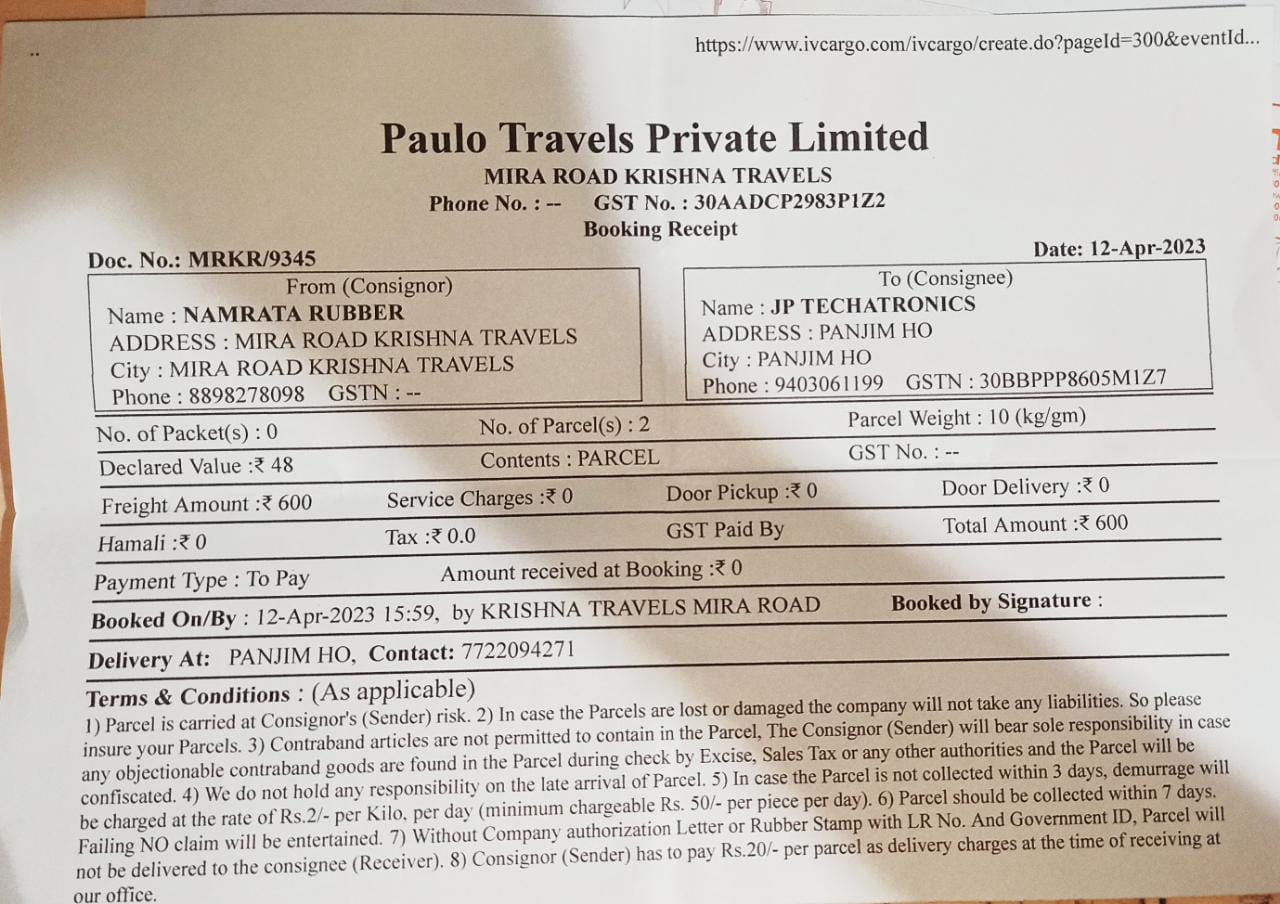 https://www.ivcargo.com/ivcargo/create.do?pageId=300&eventId...
Paulo Travels Private Limited
MIRA ROAD KRISHNA TRAVELS
Phone No. : -- GST No. : 30AADCP2983P1Z2
Booking Receipt
Doc. No.: MRKR/9345 Date: 12-Apr-2023
From (Consignor)
Name : NAMRATA RUBBER
ADDRESS : MIRA ROAD KRISHNA TRAVELS
City : MIRA ROAD KRISHNA TRAVELS
Phone : 8898278098 GSTN : --
To (Consignee)
Name : JP TECHATRONICS
ADDRESS : PANJIM HO
City : PANJIM HO
Phone : 9403061199 GSTN : 30BBPPP8605M1Z7
No. of Packet(s) : 0 No. of Parcel(s) : 2 Parcel Weight : 10 (kg/gm)
Declared Value :₹ 48 Contents : PARCEL GST No. : --
Freight Amount :₹ 600 Service Charges :₹ 0 Door Pickup :₹ 0 Door Delivery :₹ 0
Hamali :₹ 0 Tax :₹ 0.0 GST Paid By Total Amount :₹ 600
Payment Type : To Pay Amount received at Booking :₹ 0
Booked On/By : 12-Apr-2023 15:59, by KRISHNA TRAVELS MIRA ROAD Booked by Signature :
Delivery At: PANJIM HO, Contact: 7722094271
Terms & Conditions : (As applicable)
1) Parcel is carried at Consignor's (Sender) risk. 2) In case the Parcels are lost or damaged the company will not take any liabilities. So please
insure your Parcels. 3) Contraband articles are not permitted to contain in the Parcel, The Consignor (Sender) will bear sole responsibility in case
any objectionable contraband goods are found in the Parcel during check by Excise, Sales Tax or any other authorities and the Parcel will be
confiscated. 4) We do not hold any responsibility on the late arrival of Parcel. 5) In case the Parcel is not collected within 3 days, demurrage will
be charged at the rate of Rs.2/- per Kilo, per day (minimum chargeable Rs. 50/- per piece per day). 6) Parcel should be collected within 7 days.
Failing NO claim will be entertained. 7) Without Company authorization Letter or Rubber Stamp with LR No. And Government ID, Parcel will
not be delivered to the consignee (Receiver). 8) Consignor (Sender) has to pay Rs.20/- per parcel as delivery charges at the time of receiving at
our office.